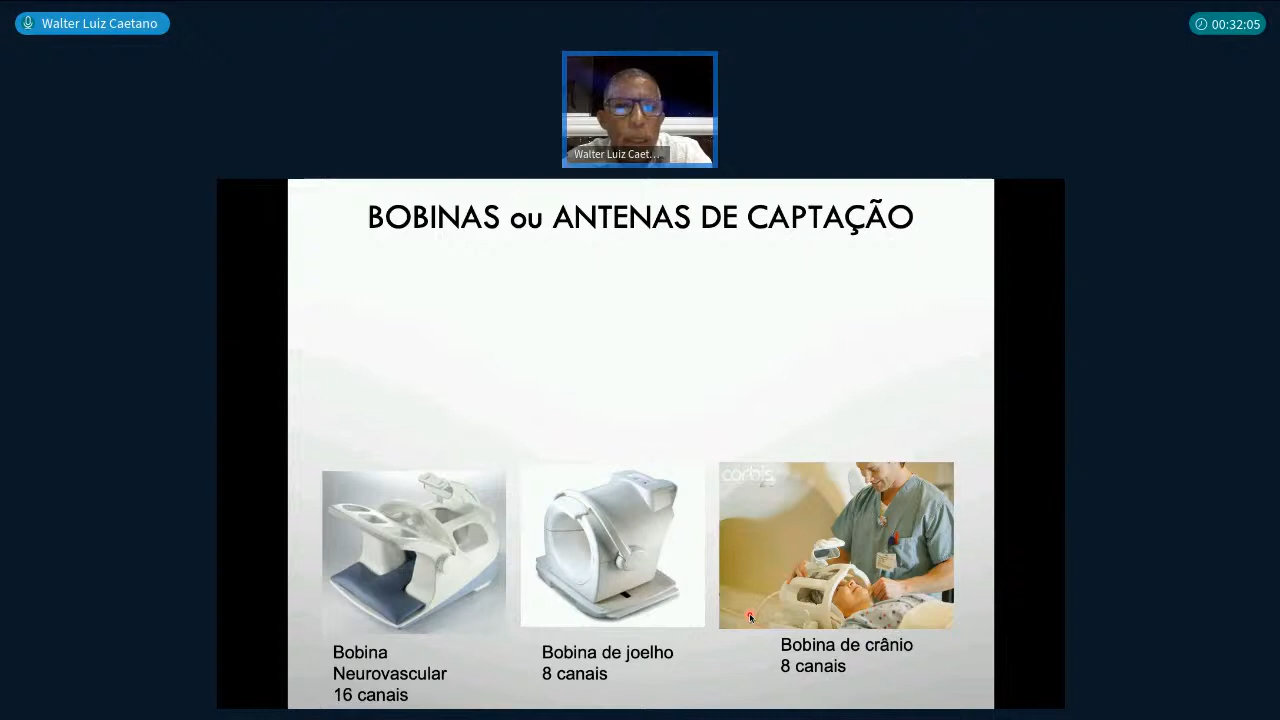 Walter Luiz Caetano
00:32:05
Walter Luiz Caet...
BOBINAS ou ANTENAS DE CAPTAÇÃO
corbis.
Bobina
Neurovascular
16 canais
Bobina de joelho
8 canais
Bobina de crânio
8 canais